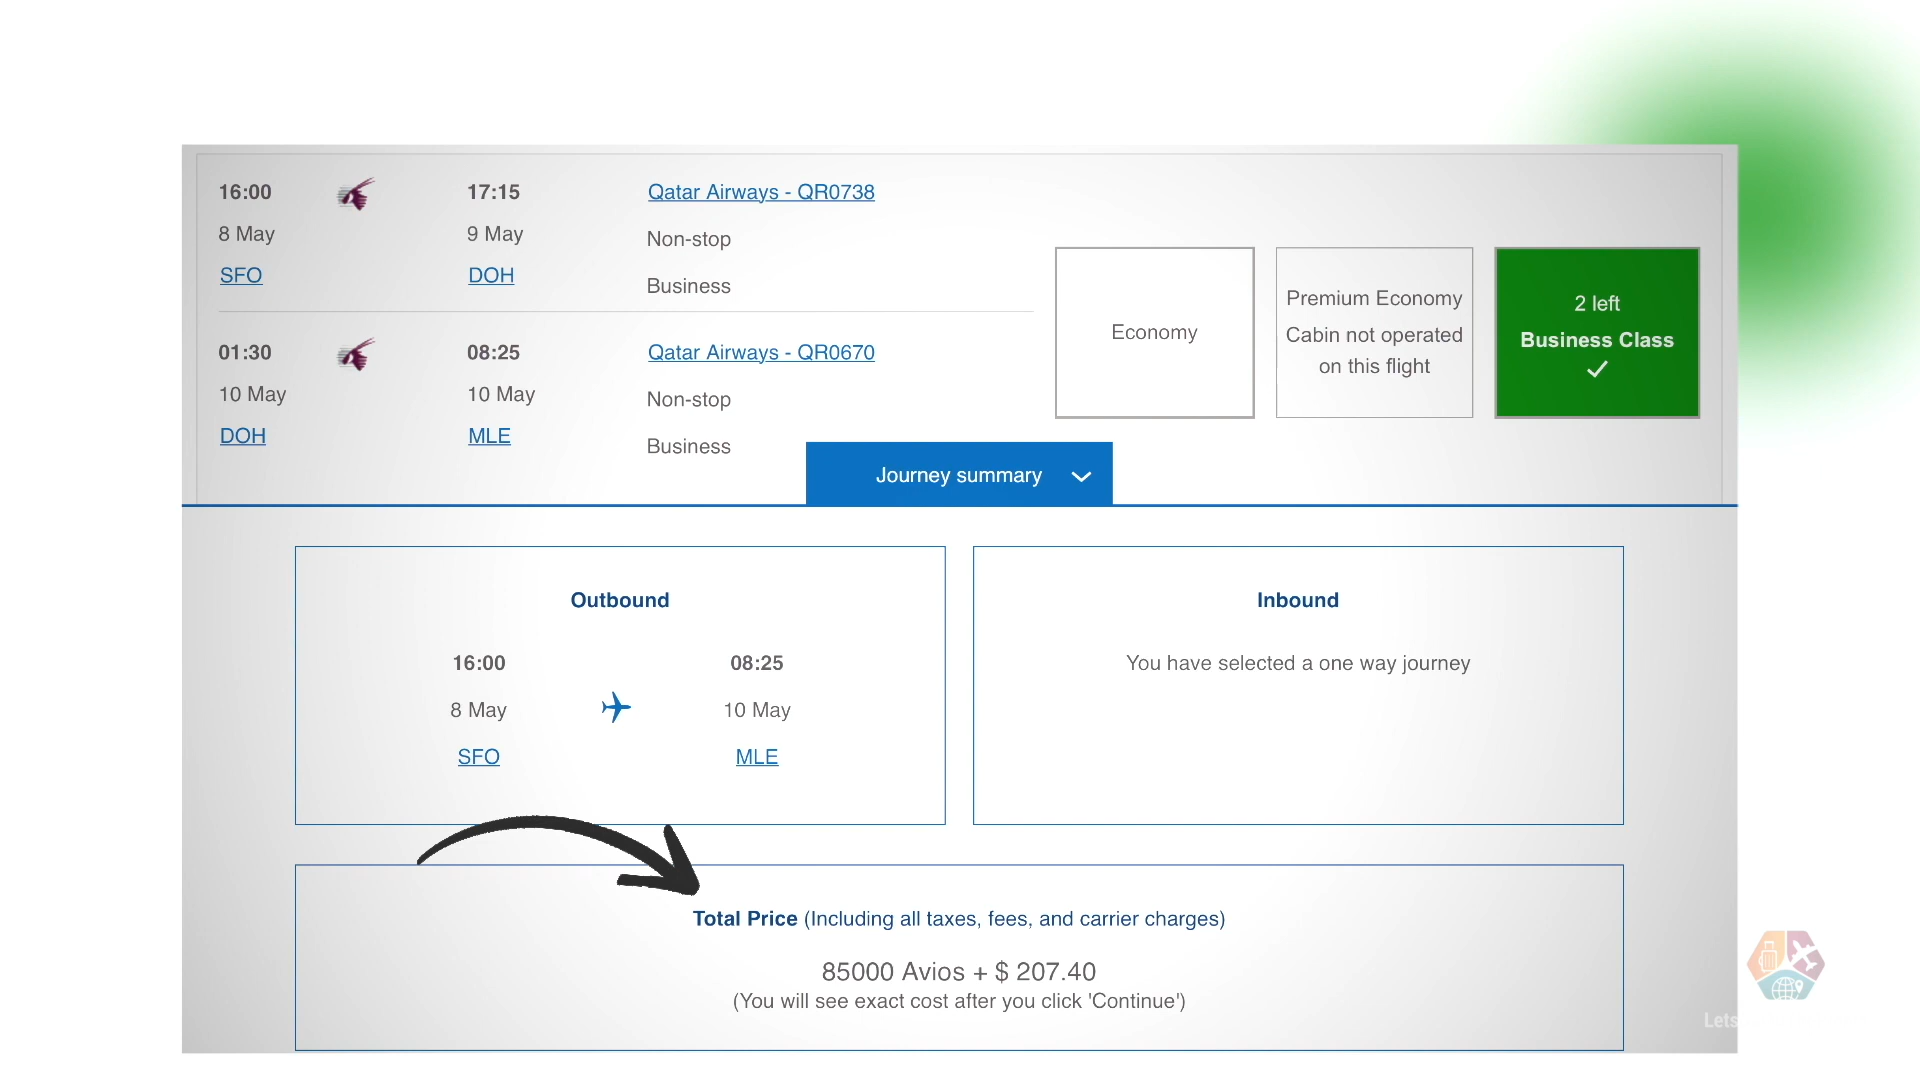 16:00
17:15
Qatar Airways - QR0738
8 May
9 May
Non-stop
SFO
DOH
Business
01:30
08:25
Qatar Airways - QR0670
10 May
10 May
Non-stop
DOH
MLE
Business
Economy
Premium Economy
Cabin not operated
on this flight
2 left
Business Class
Journey summary
Outbound
16:00
08:25
8 May
10 May
SFO
MLE
Inbound
You have selected a one way journey
Total Price (Including all taxes, fees, and carrier charges)
85000 Avios + $ 207.40
(You will see exact cost after you click 'Continue')
Lets